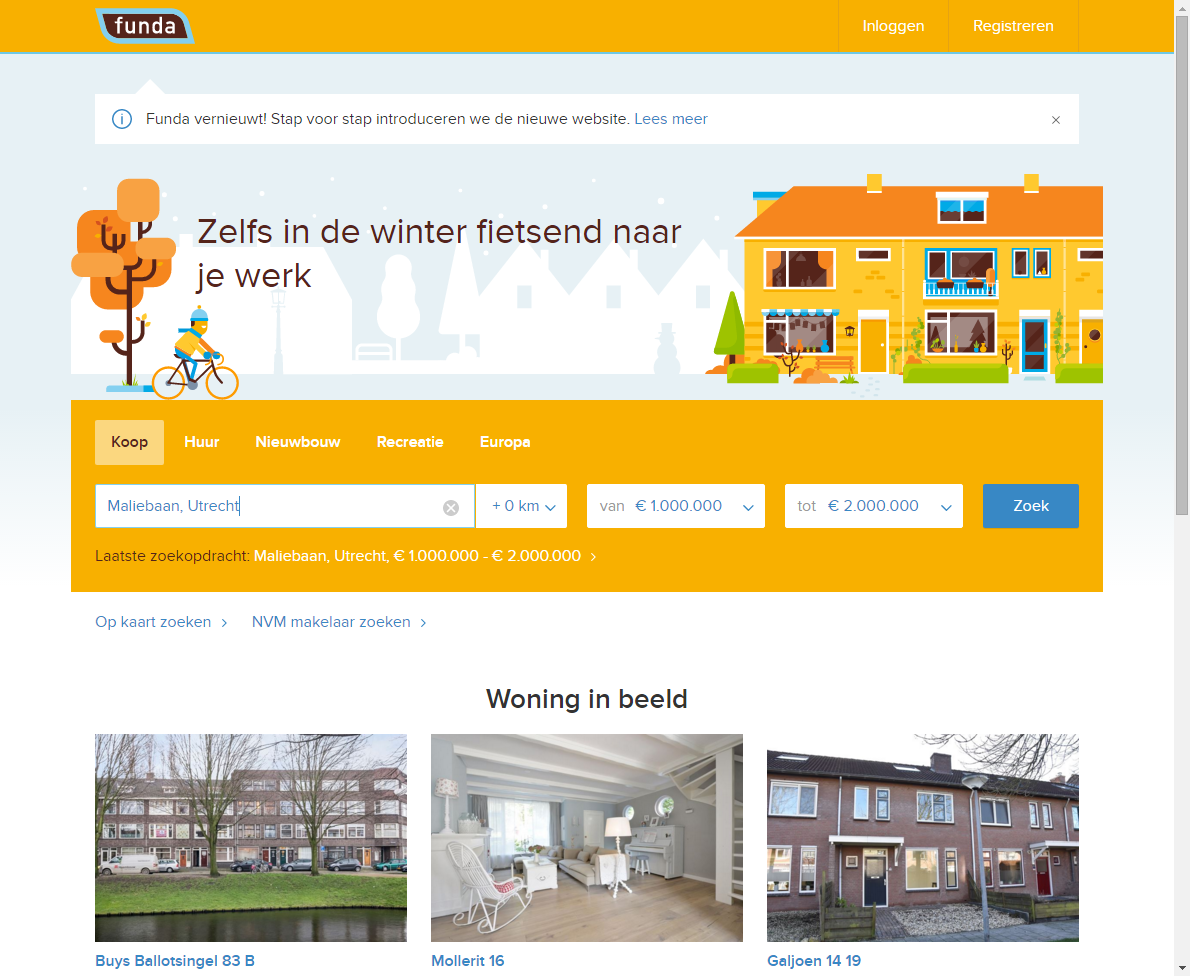 funda
Inloggen
Registreren
Funda vernieuwt! Stap voor stap introduceren we de nieuwe website. Lees meer
Zelfs in de winter fietsend naar
je werk
Koop
Huur
Nieuwbouw
Recreatie
Europa
Maliebaan, Utrecht
+ 0 km
van € 1.000.000
tot € 2.000.000
Zoek
Laatste zoekopdracht: Maliebaan, Utrecht, € 1.000.000 - € 2.000.000
Op kaart zoeken
NVM makelaar zoeken
Woning in beeld
Buys Ballotsingel 83 B
Mollerit 16
Galjoen 14 19